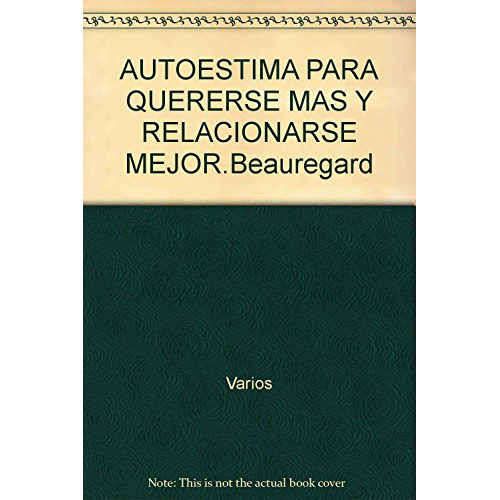 AUTOESTIMA PARA
QUERERSE MAS Y
RELACIONARSE
MEJOR.Beauregard
Varios
Note: This is not the actual book cover